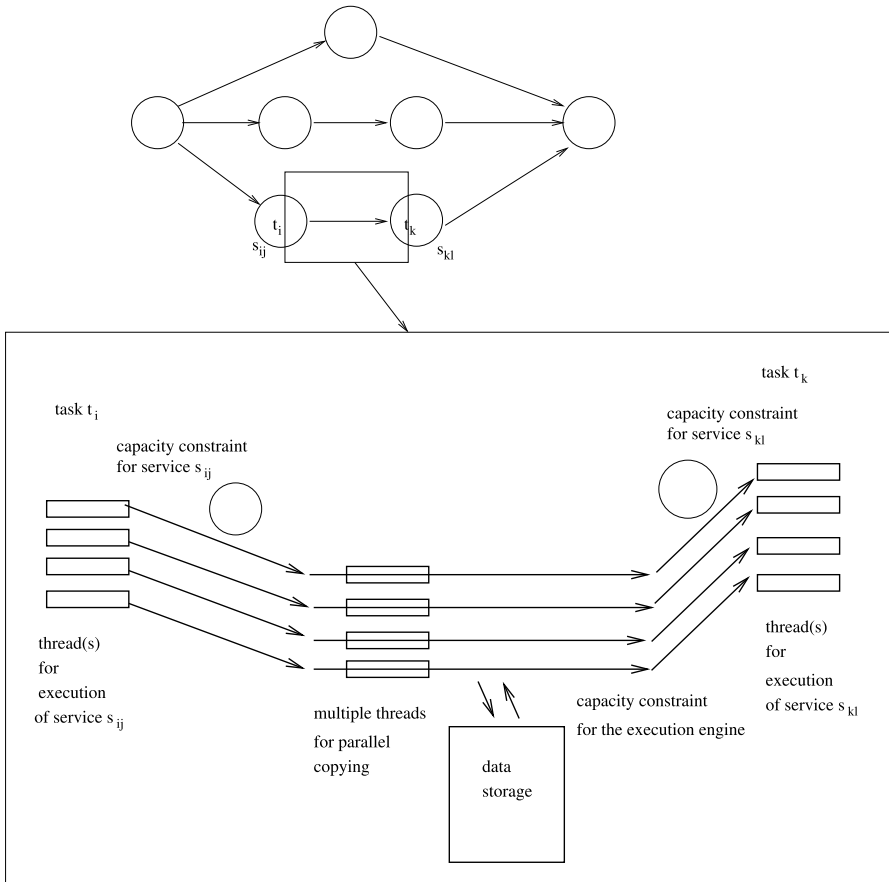 t_i
t_k
s_ij
s_kl
task t_k
task t_i
capacity constraint
for service s_kl
capacity constraint
for service s_ij
thread(s)
for
execution
of service s_ij
thread(s)
for
execution
of service s_kl
multiple threads
for parallel
copying
capacity constraint
for the execution engine
data
storage